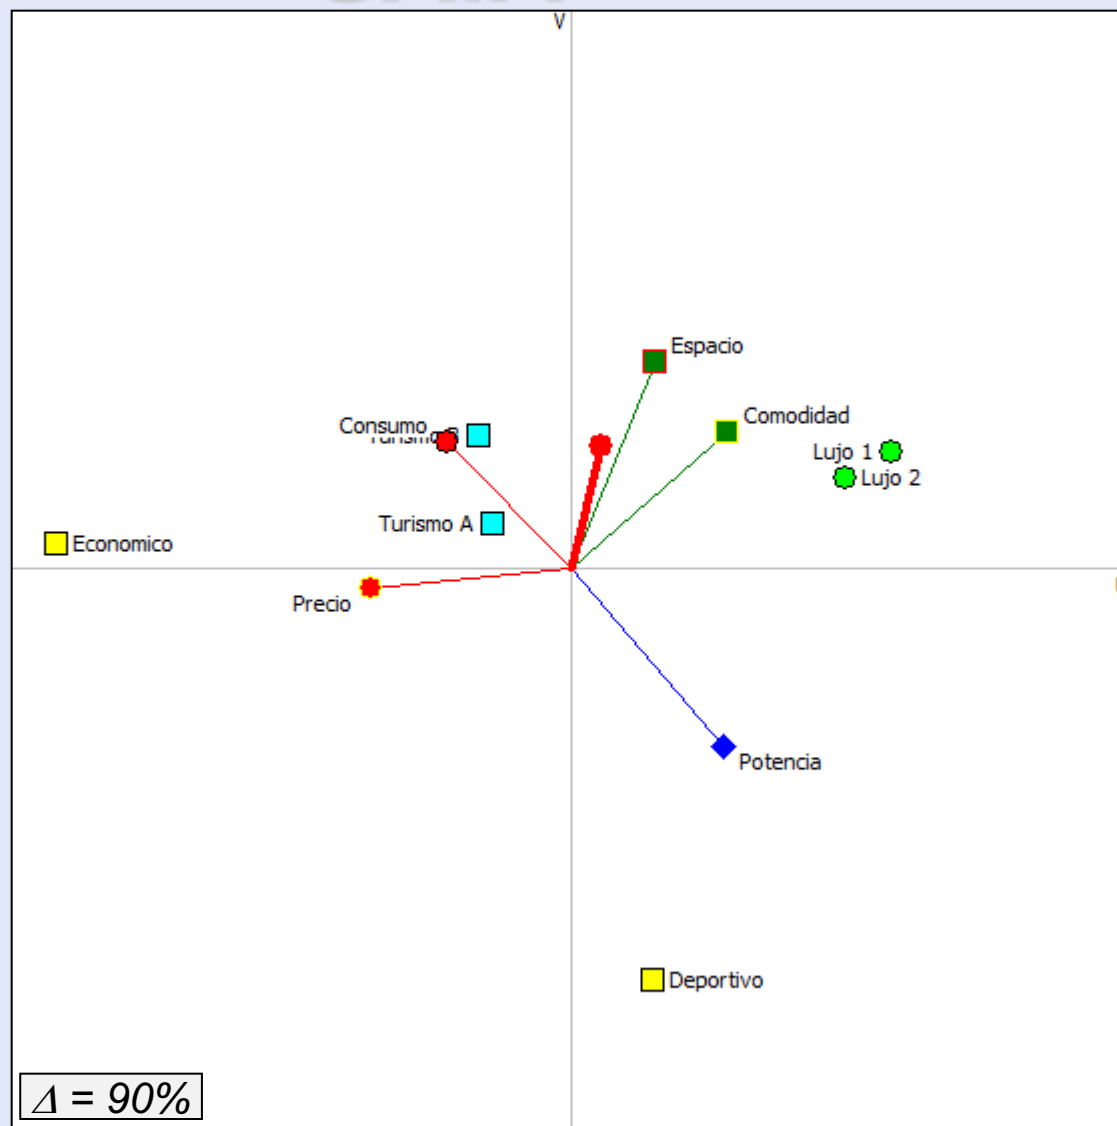 V
Espacio
Comodidad
Consumo
Lujo 1
Lujo 2
Turismo A
Economico
Precio
Potencia
Deportivo
Δ = 90%